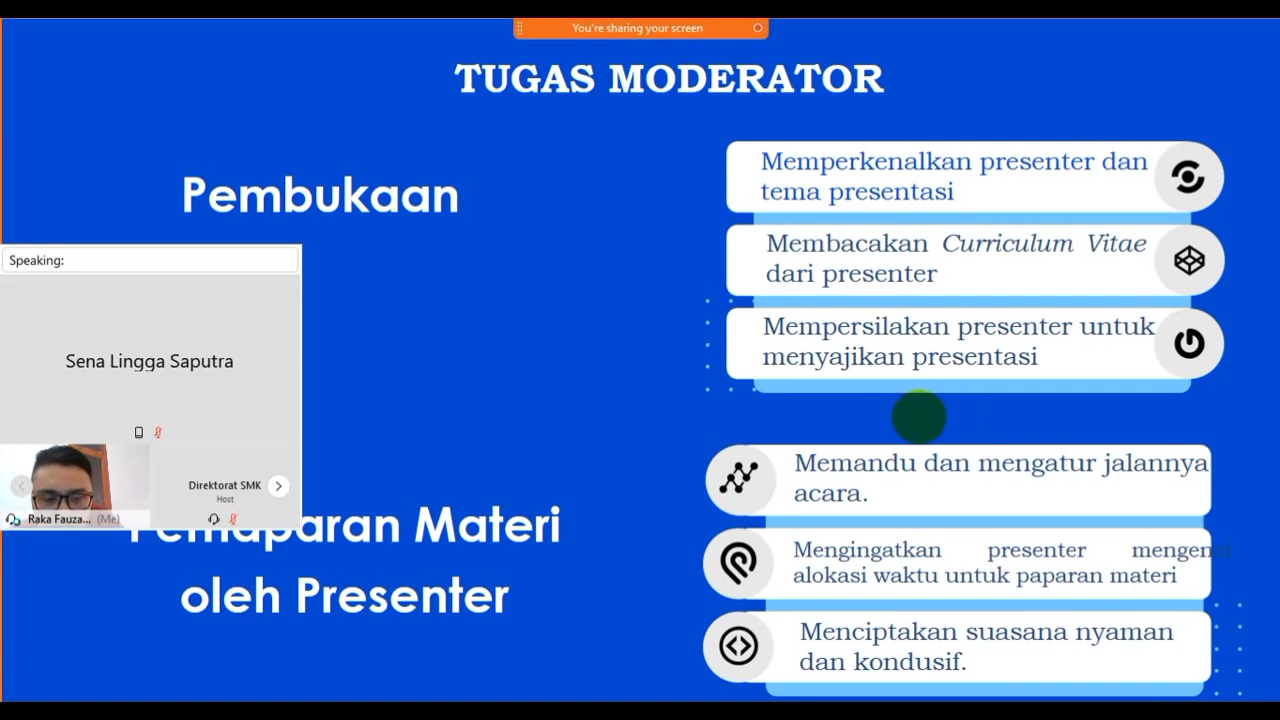 You're sharing your screen
TUGAS MODERATOR
Pembukaan
Memperkenalkan presenter dan
tema presentasi
Membacakan Curriculum Vitae
dari presenter
Mempersilakan presenter untuk
menyajikan presentasi
Speaking:
Sena Lingga Saputra
Direktorat SMK
Host
Raka Fauza... (Me)
Materi
oleh Presenter
Memandu dan mengatur jalannya
acara.
Mengingatkan presenter mengenai
alokasi waktu untuk paparan materi
Menciptakan suasana nyaman
dan kondusif.